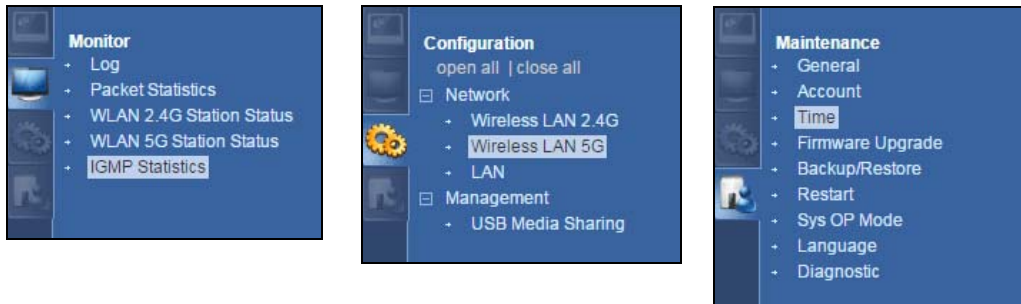 Monitor
Log
Packet Statistics
WLAN 2.4G Station Status
WLAN 5G Station Status
IGMP Statistics
Configuration
open all | close all
Network
Wireless LAN 2.4G
Wireless LAN 5G
LAN
Management
USB Media Sharing
Maintenance
General
Account
Time
Firmware Upgrade
Backup/Restore
Restart
Sys OP Mode
Language
Diagnostic